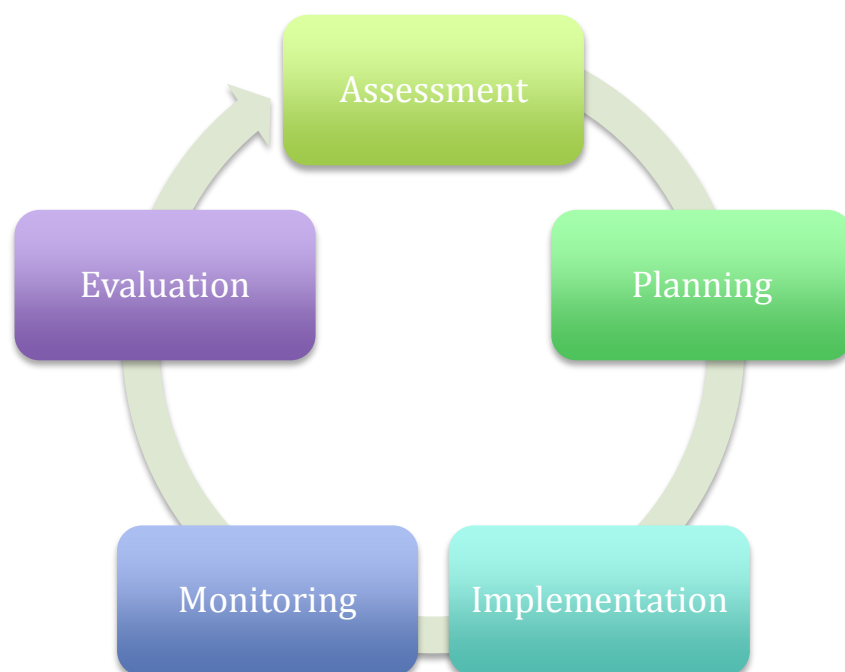 Assessment
Planning
Implementation
Monitoring
Evaluation